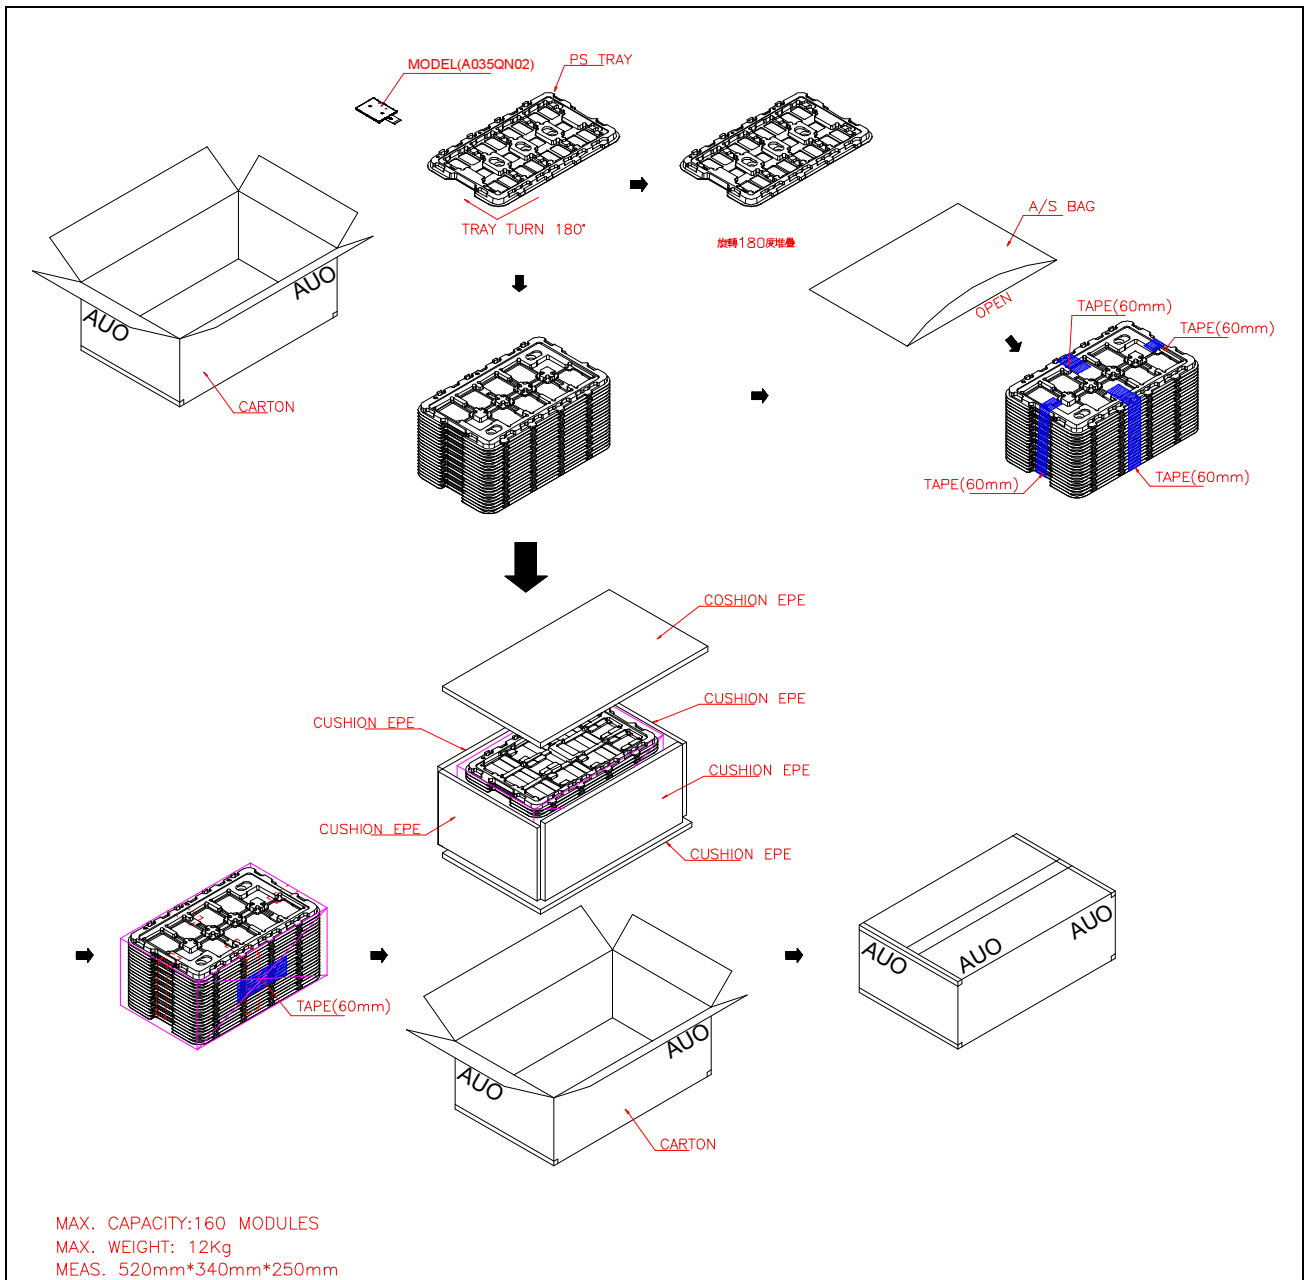 MODEL(A035QN02)
PS TRAY
TRAY TURN 180°
旋轉180度堆疊
A/S BAG
OPEN
AUO
AUO
CARTON
TAPE(60mm)
TAPE(60mm)
TAPE(60mm)
TAPE(60mm)
COSHION EPE
CUSHION EPE
CUSHION EPE
CUSHION EPE
CUSHION EPE
CUSHION EPE
TAPE(60mm)
AUO
AUO
CARTON
AUO
AUO
AUO
MAX. CAPACITY:160 MODULES
MAX. WEIGHT: 12Kg
MEAS. 520mm*340mm*250mm